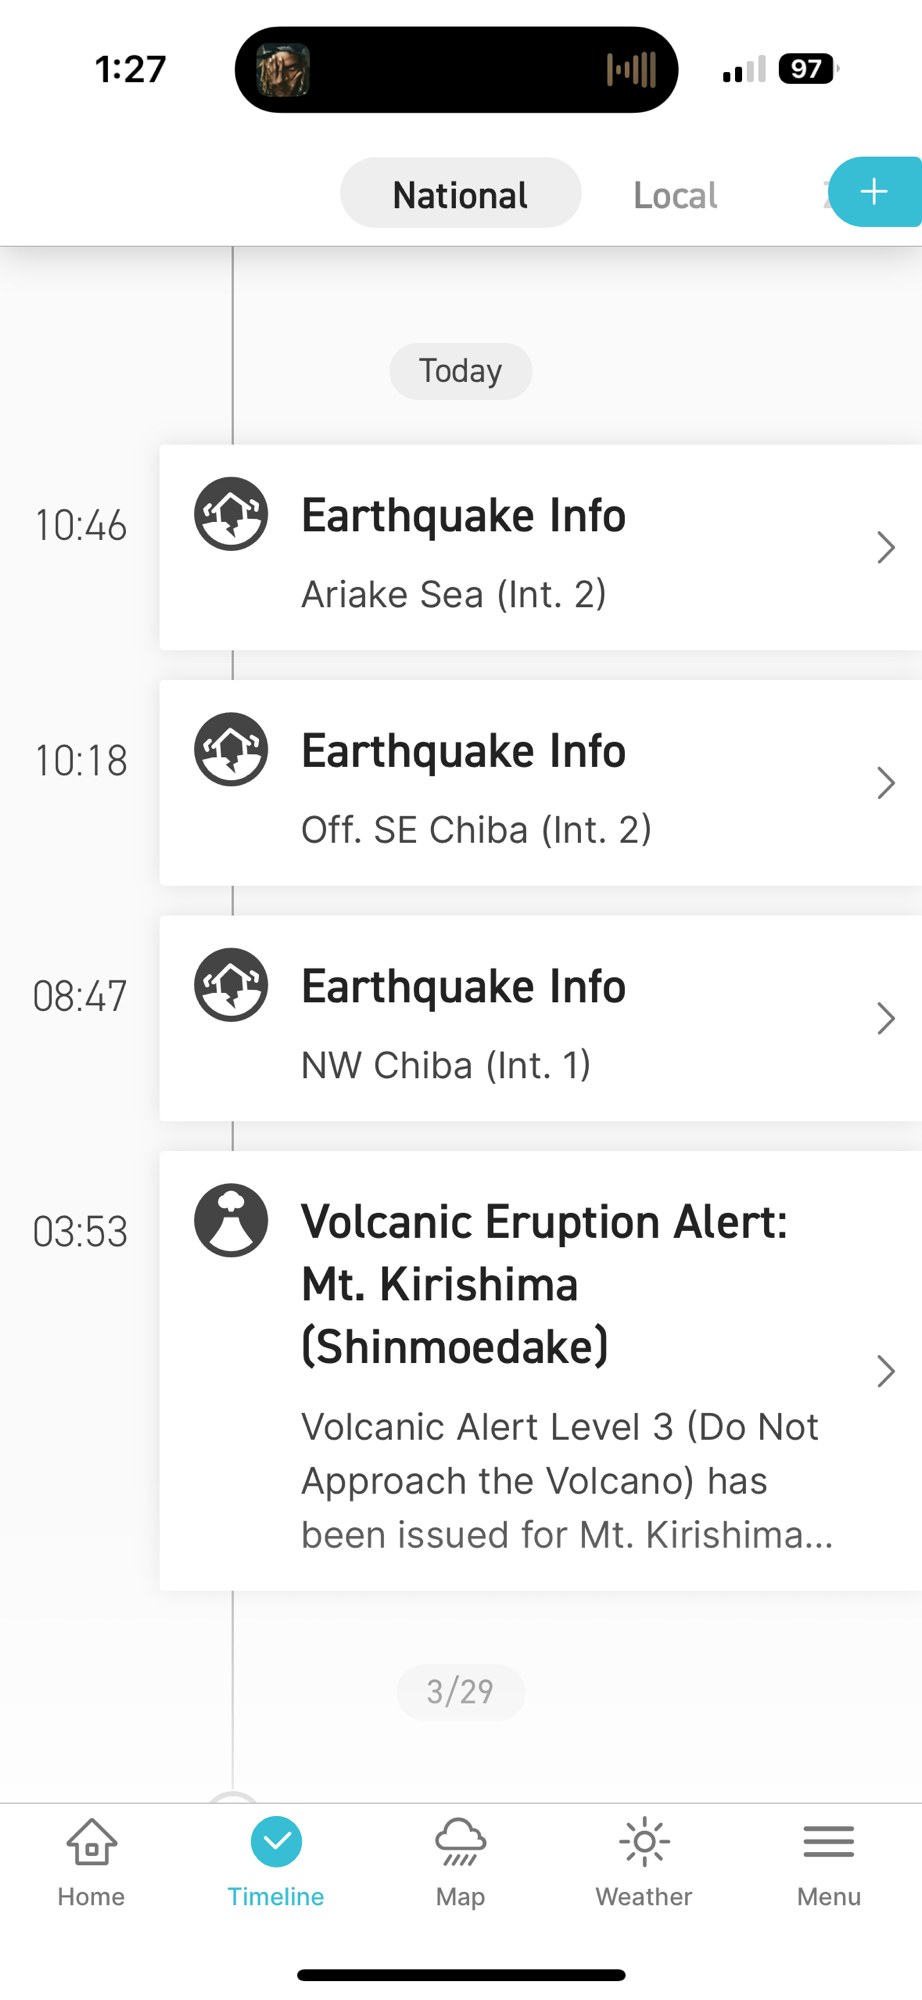 1:27
97
National
Local
Today
10:46
Earthquake Info
Ariake Sea (Int. 2)
10:18
Earthquake Info
Off. SE Chiba (Int. 2)
08:47
Earthquake Info
NW Chiba (Int. 1)
03:53
Volcanic Eruption Alert:
Mt. Kirishima
(Shinmoedake)
Volcanic Alert Level 3 (Do Not
Approach the Volcano) has
been issued for Mt. Kirishima...
3/29
Home
Timeline
Map
Weather
Menu